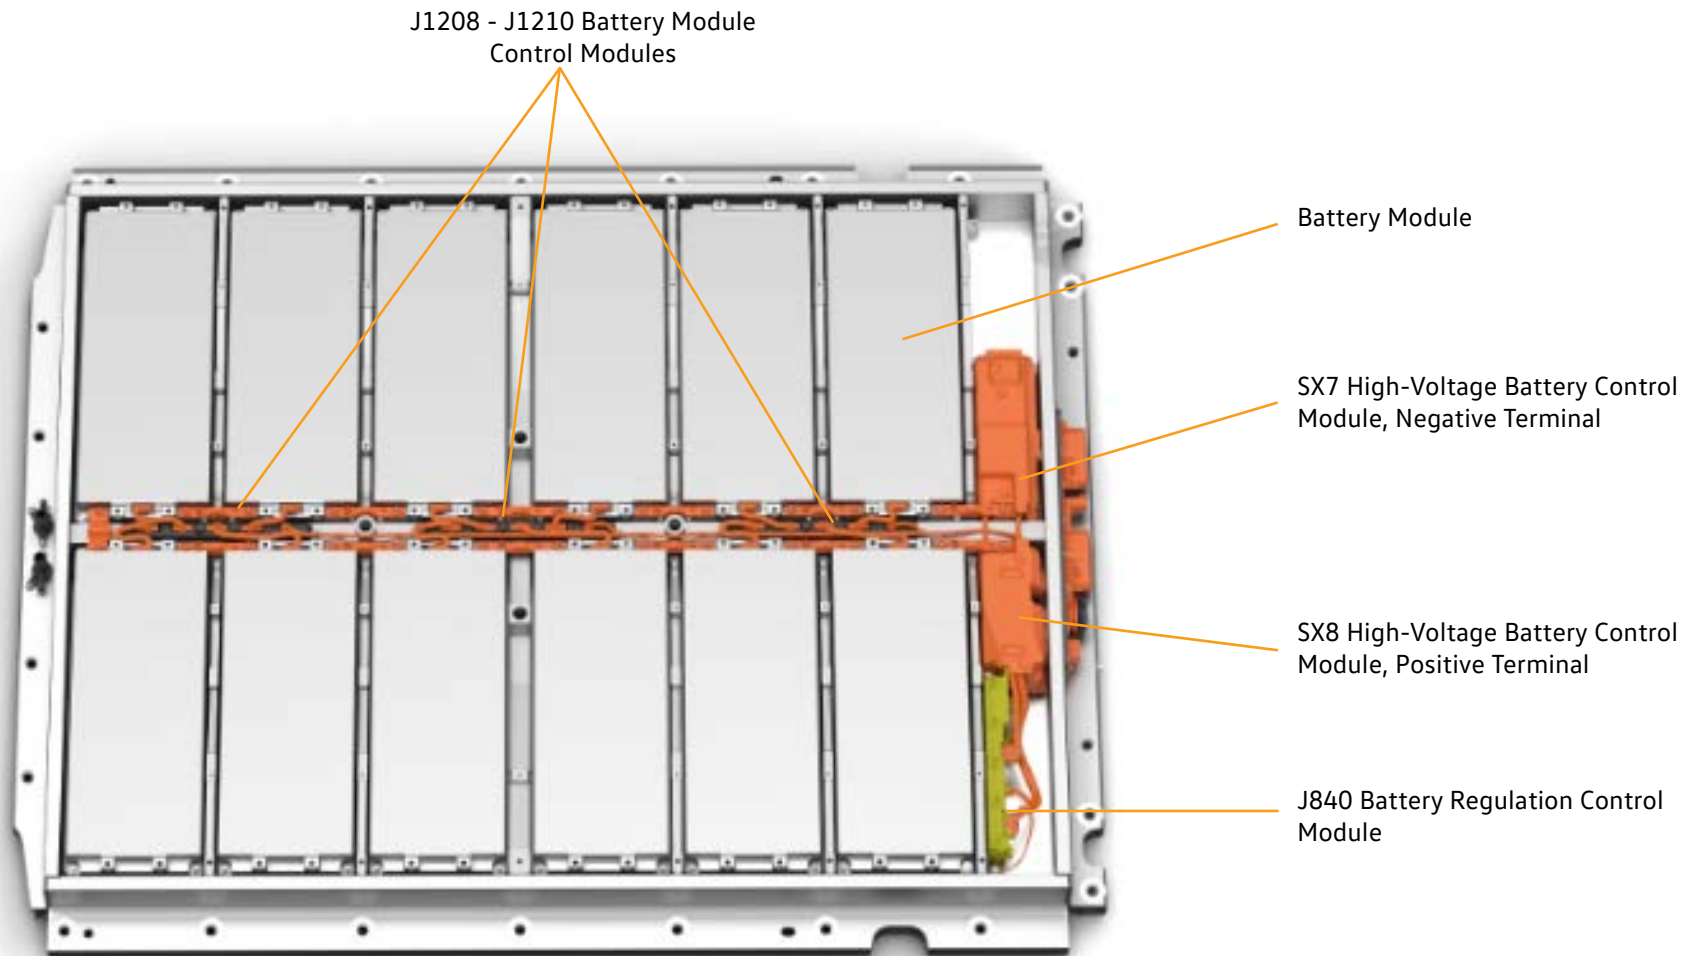 J1208 - J1210 Battery Module
Control Modules
Battery Module
SX7 High-Voltage Battery Control
Module, Negative Terminal
SX8 High-Voltage Battery Control
Module, Positive Terminal
J840 Battery Regulation Control
Module